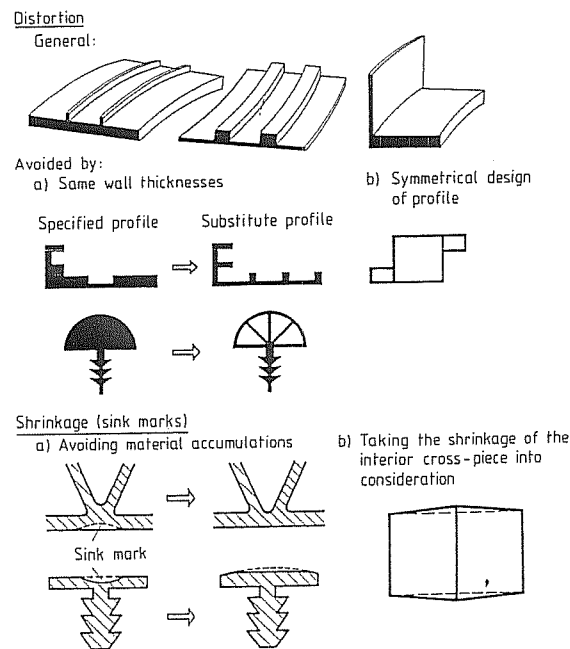 Distortion
General:
Avoided by:
a) Same wall thicknesses
b) Symmetrical design
of profile
Specified profile
Substitute profile
Shrinkage (sink marks)
a) Avoiding material accumulations
b) Taking the shrinkage of the
interior cross-piece into
consideration
Sink mark